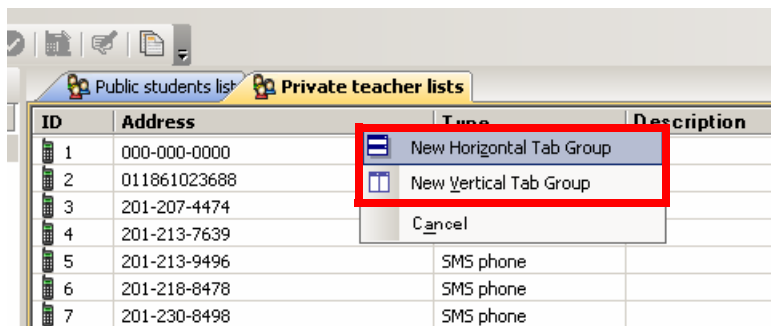 Public students list Private teacher lists
ID Address Type Description
1 000-000-0000 New Horizontal Tab Group
2 011861023688 New Vertical Tab Group
3 201-207-4474
4 201-213-7639 Cancel
5 201-213-9496 SMS phone
6 201-218-8478 SMS phone
7 201-230-8498 SMS phone